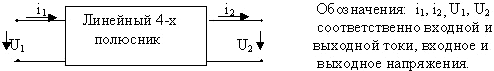 i₁
Линейный 4-х
полюсник
i₂
U₁
U₂
Обозначения: i₁, i₂, U₁, U₂
соответственно входной и
выходной токи, входное и
выходное напряжения.